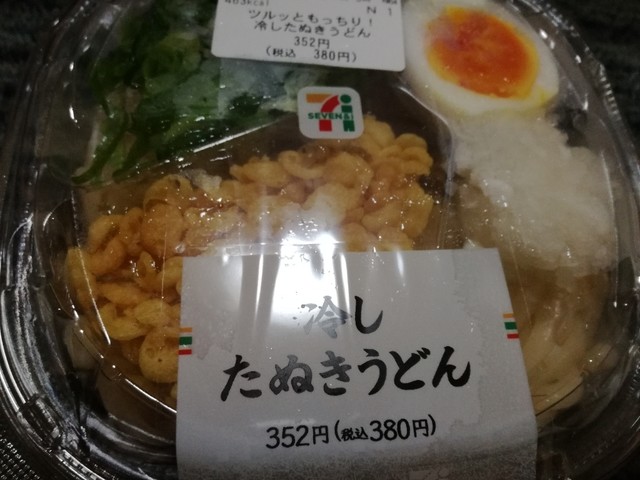 N1
ツルッともっちり!
冷したぬきうどん
352円
(税込 380円)
7
SEVEN&i
冷し
たぬきうどん
352円(税込380円)